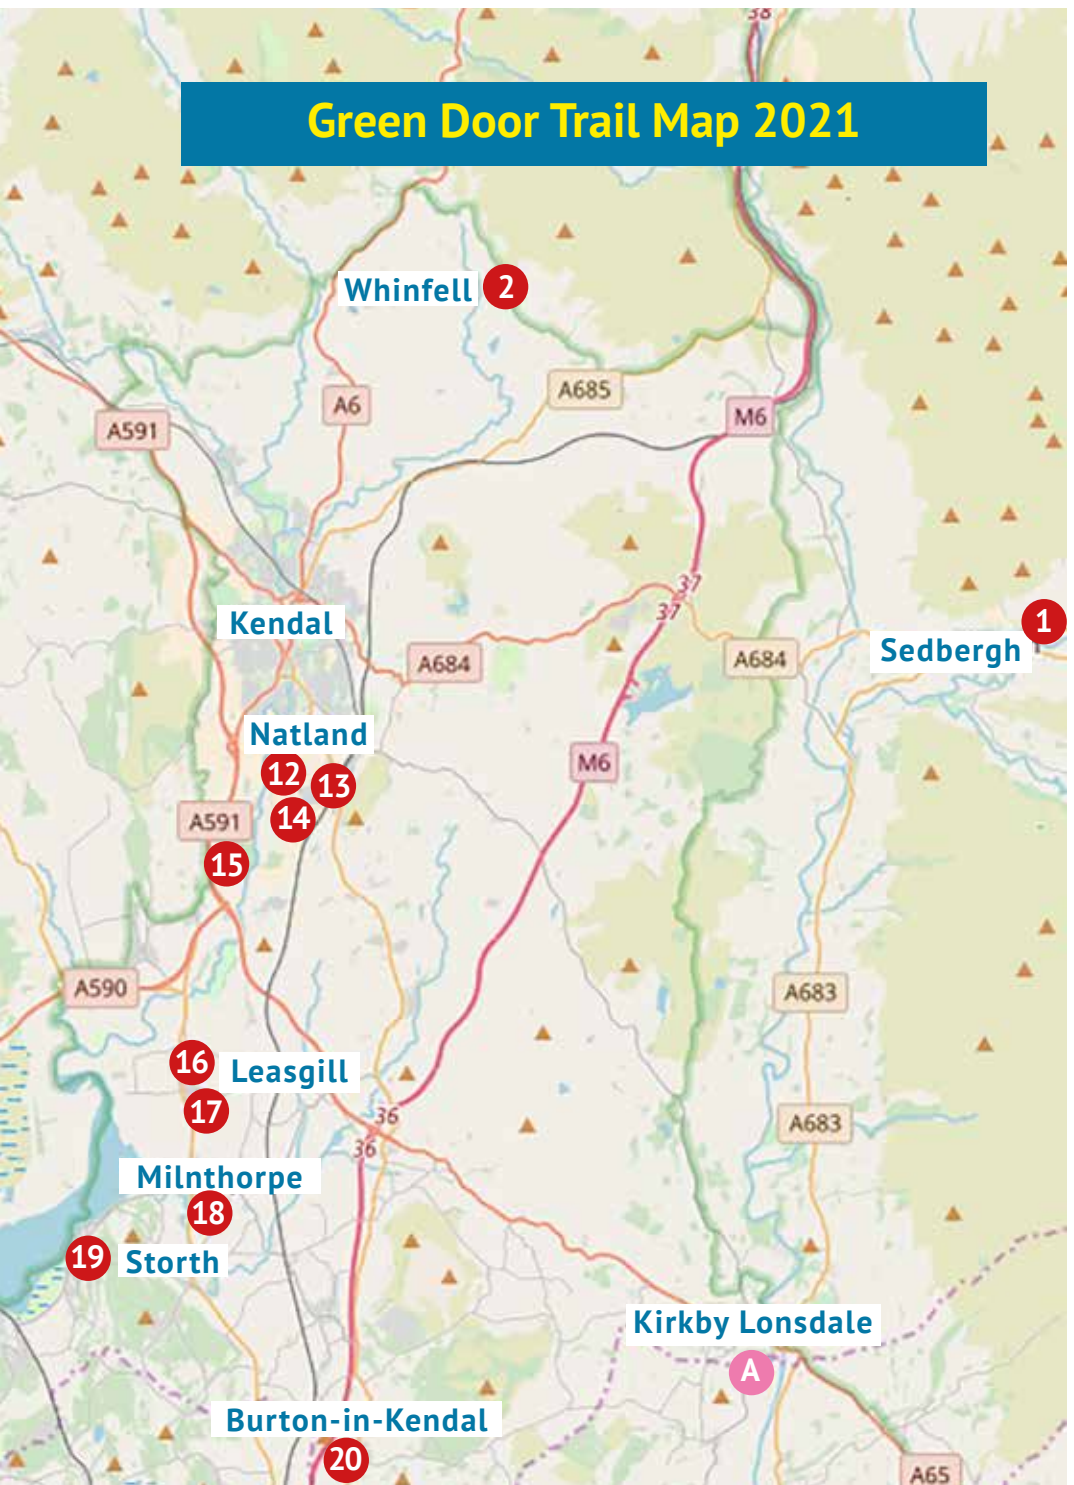 38
Green Door Trail Map 2021
Whinfell 2
A685
A6
M6
A591
37
37
Kendal
1
Sedbergh
A684
A684
Natland
12
13
14
M6
A591
15
A590
A683
16
Leasgill
17
36
36
A683
Milnthorpe
18
19
Storth
Kirkby Lonsdale
A
Burton-in-Kendal
20
A65